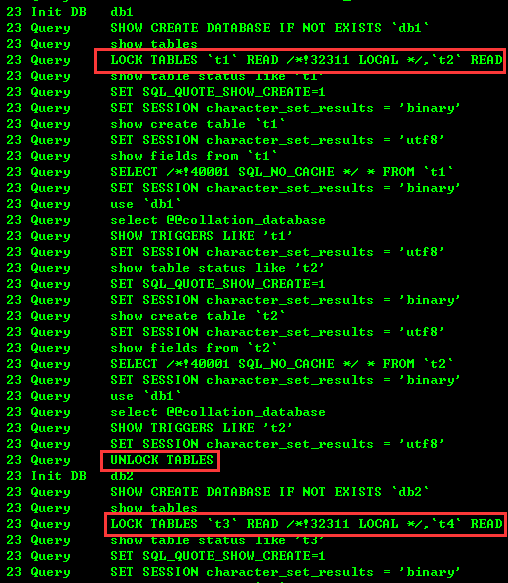 23 Init DB db1
23 Query SHOW CREATE DATABASE IF NOT EXISTS `db1`
23 Query show tables
23 Query LOCK TABLES `t1` READ /*!32311 LOCAL */,`t2` READ
23 Query show table status like 't1'
23 Query SET SQL_QUOTE_SHOW_CREATE=1
23 Query SET SESSION character_set_results = 'binary'
23 Query show create table `t1`
23 Query SET SESSION character_set_results = 'utf8'
23 Query show fields from `t1`
23 Query SELECT /*!40001 SQL_NO_CACHE */ * FROM `t1`
23 Query SET SESSION character_set_results = 'binary'
23 Query use `db1`
23 Query select @@collation_database
23 Query SHOW TRIGGERS LIKE 't1'
23 Query SET SESSION character_set_results = 'utf8'
23 Query show table status like 't2'
23 Query SET SQL_QUOTE_SHOW_CREATE=1
23 Query SET SESSION character_set_results = 'binary'
23 Query show create table `t2`
23 Query SET SESSION character_set_results = 'utf8'
23 Query show fields from `t2`
23 Query SELECT /*!40001 SQL_NO_CACHE */ * FROM `t2`
23 Query SET SESSION character_set_results = 'binary'
23 Query use `db1`
23 Query select @@collation_database
23 Query SHOW TRIGGERS LIKE 't2'
23 Query SET SESSION character_set_results = 'utf8'
23 Query UNLOCK TABLES
23 Init DB db2
23 Query SHOW CREATE DATABASE IF NOT EXISTS `db2`
23 Query show tables
23 Query LOCK TABLES `t3` READ /*!32311 LOCAL */,`t4` READ
23 Query show table status like 't3'
23 Query SET SQL_QUOTE_SHOW_CREATE=1
23 Query SET SESSION character_set_results = 'binary'